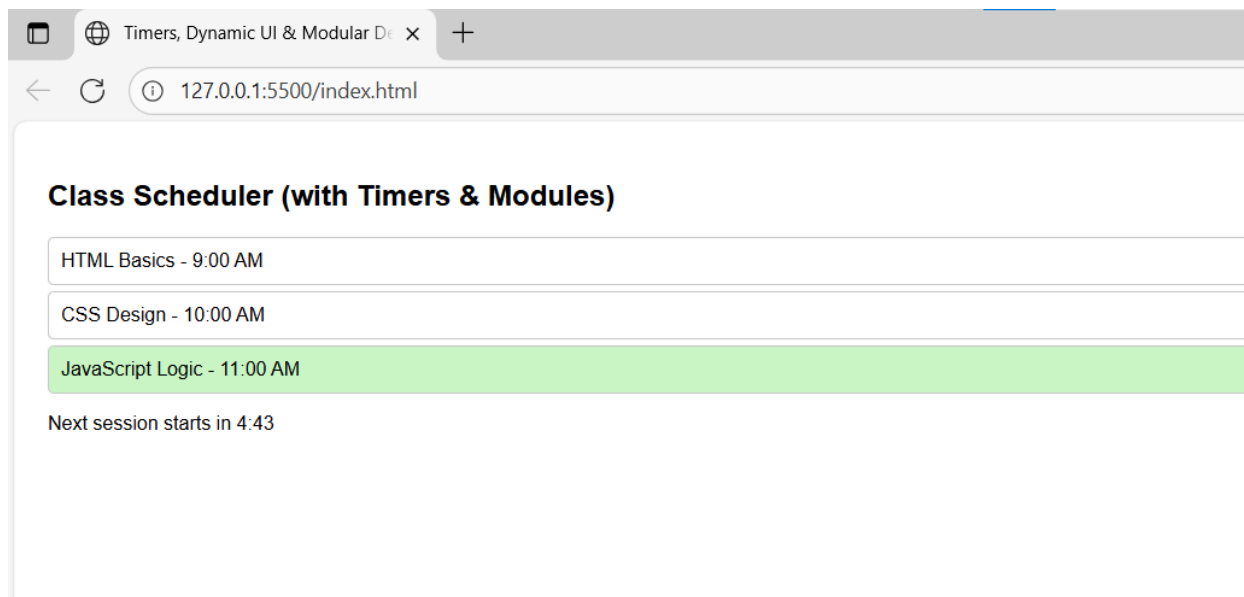 Timers, Dynamic UI & Modular De
127.0.0.1:5500/index.html
Class Scheduler (with Timers & Modules)
HTML Basics - 9:00 AM
CSS Design - 10:00 AM
JavaScript Logic - 11:00 AM
Next session starts in 4:43